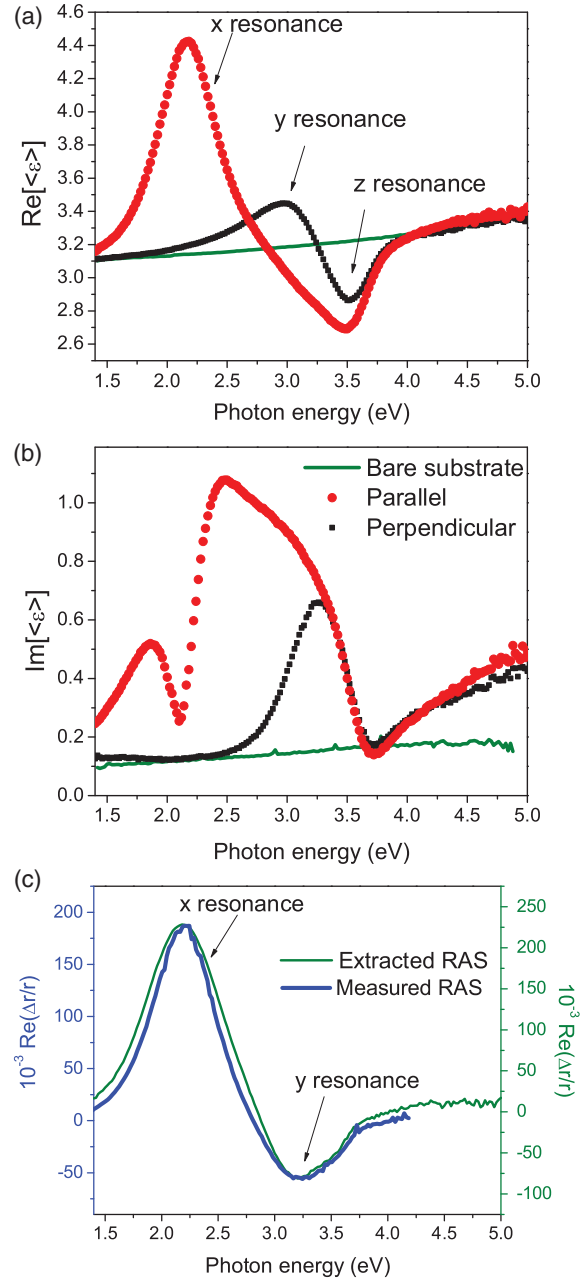 (a)
x resonance
y resonance
z resonance
Re[<ε>]
4.6
4.4
4.2
4.0
3.8
3.6
3.4
3.2
3.0
2.8
2.6
1.5 2.0 2.5 3.0 3.5 4.0 4.5 5.0
Photon energy (eV)
(b)
Bare substrate
Parallel
Perpendicular
Im[<ε>]
1.0
0.8
0.6
0.4
0.2
0.0
1.5 2.0 2.5 3.0 3.5 4.0 4.5 5.0
Photon energy (eV)
(c)
x resonance
Extracted RAS
Measured RAS
y resonance
10⁻³ Re(Δr/r)
200
150
100
50
0
-50
250
200
150
100
50
0
-50
-100
10⁻³ Re(Δr/r)
1.5 2.0 2.5 3.0 3.5 4.0 4.5 5.0
Photon energy (eV)